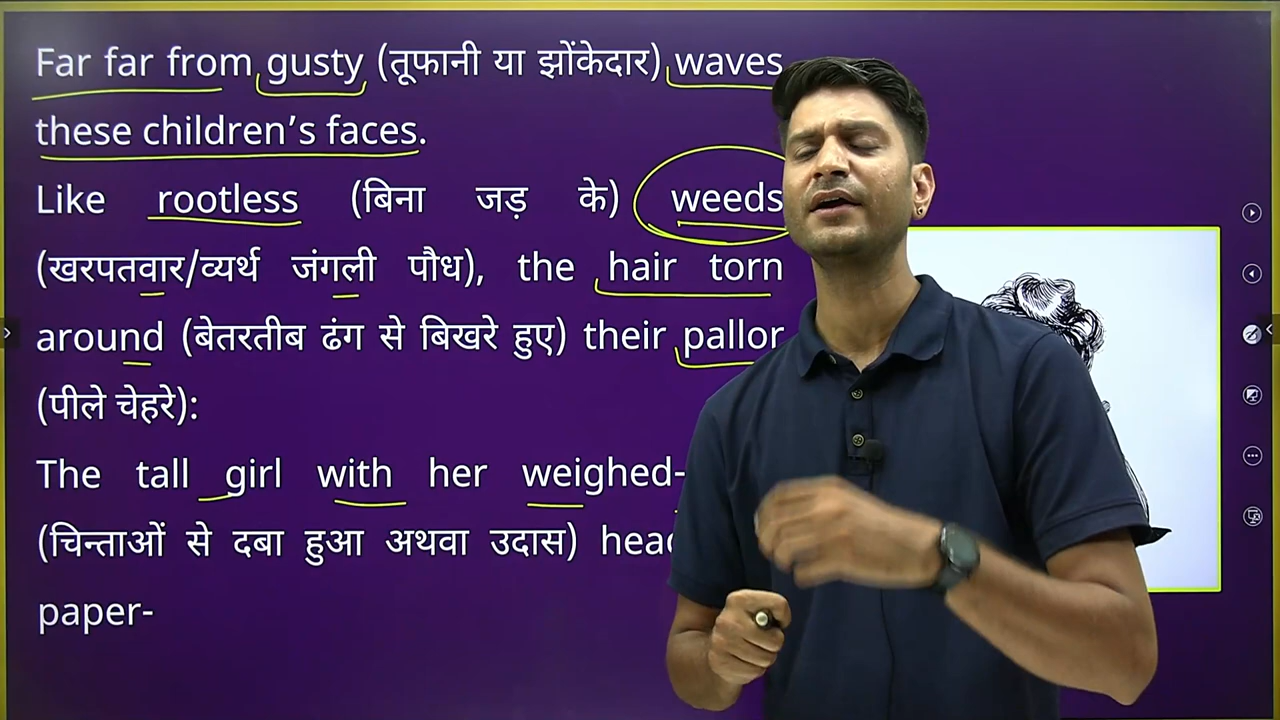 Far far from gusty (तूफानी या झोंकेदार) waves
these children’s faces.
Like rootless (बिना जड़ के) weeds
(खरपतवार/व्यर्थ जंगली पौध), the hair torn
around (बेतरतीब ढंग से बिखरे हुए) their pallor
(पीले चेहरे):
The tall girl with her weighed-
(चिन्ताओं से दबा हुआ अथवा उदास)
paper-